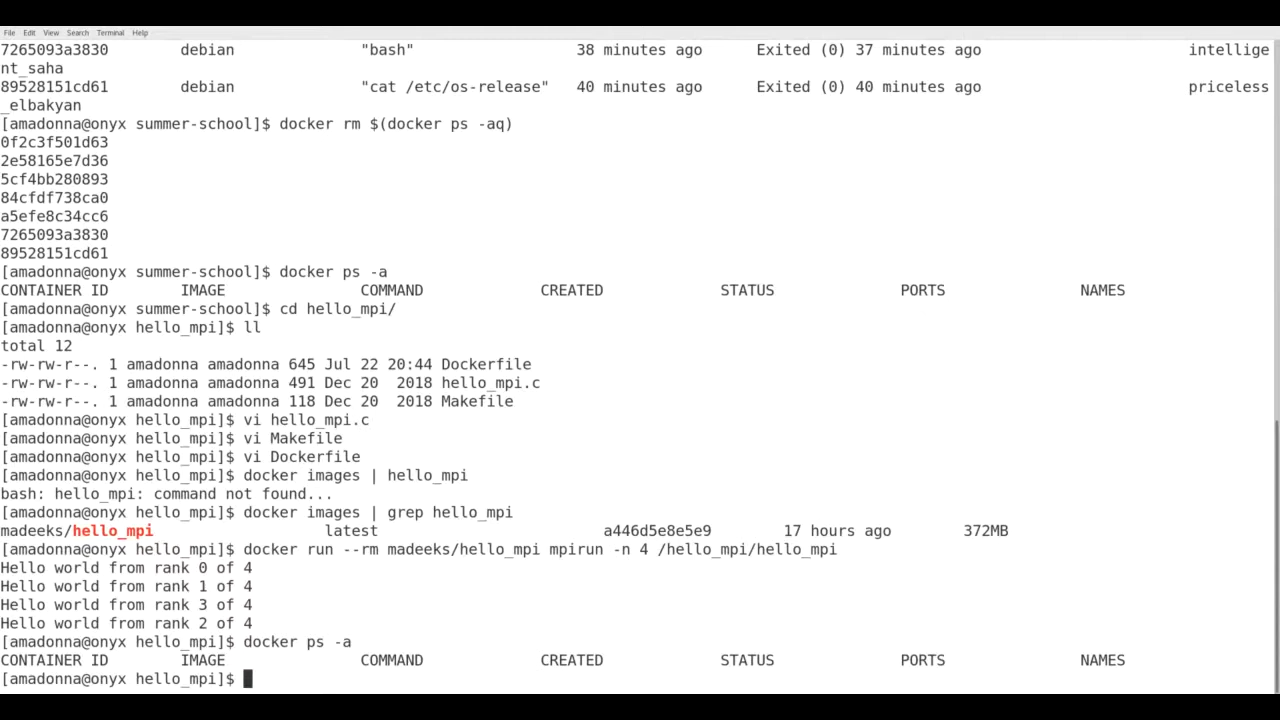 File Edit View Search Terminal Help
7265093a3830        debian              "bash"                  38 minutes ago      Exited (0) 37 minutes ago                       intellige
nt_saha
89528151cd61        debian              "cat /etc/os-release"   40 minutes ago      Exited (0) 40 minutes ago                       priceless
_elbakyan
[amadonna@onyx summer-school]$ docker rm $(docker ps -aq)
0f2c3f501d63
2e58165e7d36
5cf4bb280893
84cfdf738ca0
a5efe8c34cc6
7265093a3830
89528151cd61
[amadonna@onyx summer-school]$ docker ps -a
CONTAINER ID        IMAGE               COMMAND             CREATED             STATUS              PORTS               NAMES
[amadonna@onyx summer-school]$ cd hello_mpi/
[amadonna@onyx hello_mpi]$ ll
total 12
-rw-rw-r--. 1 amadonna amadonna 645 Jul 22 20:44 Dockerfile
-rw-rw-r--. 1 amadonna amadonna 491 Dec 20  2018 hello_mpi.c
-rw-rw-r--. 1 amadonna amadonna 118 Dec 20  2018 Makefile
[amadonna@onyx hello_mpi]$ vi hello_mpi.c
[amadonna@onyx hello_mpi]$ vi Makefile
[amadonna@onyx hello_mpi]$ vi Dockerfile
[amadonna@onyx hello_mpi]$ docker images | hello_mpi
bash: hello_mpi: command not found...
[amadonna@onyx hello_mpi]$ docker images | grep hello_mpi
madeeks/hello_mpi                   latest                         a446d5e8e5e9        17 hours ago        372MB
[amadonna@onyx hello_mpi]$ docker run --rm madeeks/hello_mpi mpirun -n 4 /hello_mpi/hello_mpi
Hello world from rank 0 of 4
Hello world from rank 1 of 4
Hello world from rank 3 of 4
Hello world from rank 2 of 4
[amadonna@onyx hello_mpi]$ docker ps -a
CONTAINER ID        IMAGE               COMMAND             CREATED             STATUS              PORTS               NAMES
[amadonna@onyx hello_mpi]$